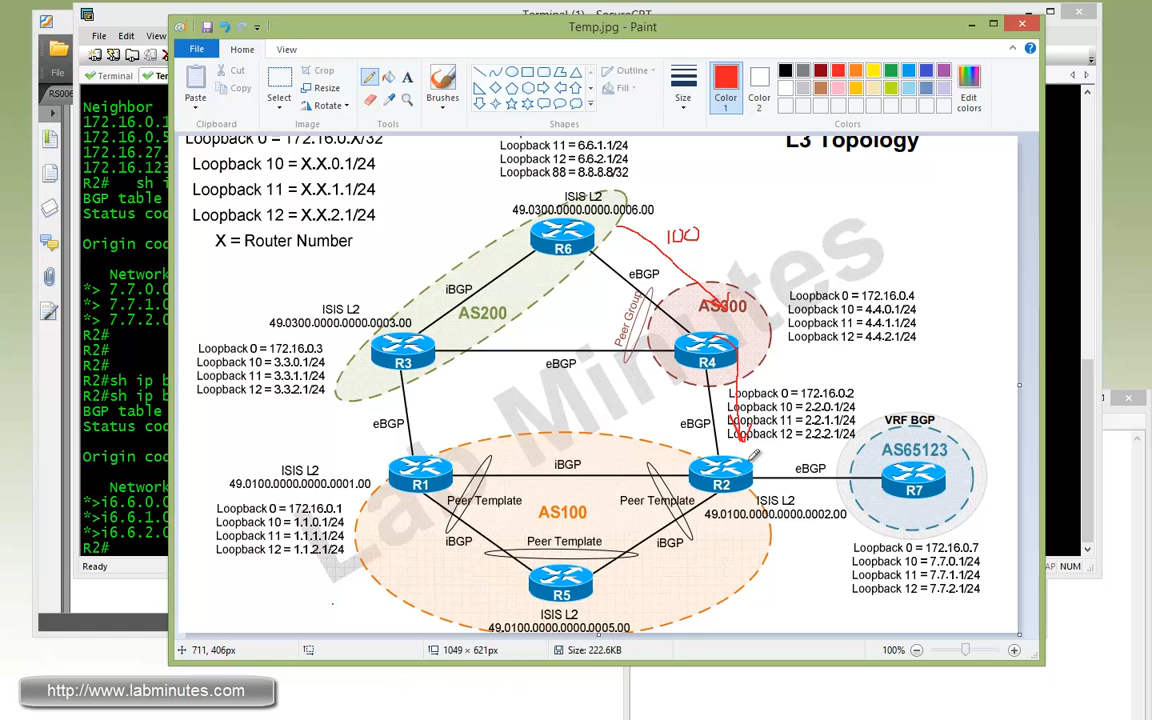 Terminal (1) - SecureCRT
Temp.jpg - Paint
File Edit View
File Home View
Terminal
Cut
Copy
Paste
Clipboard
Select
Crop
Resize
Rotate
Image
Tools
Brushes
Outline
Fill
Shapes
Size
Color 1
Color 2
Edit colors
Colors
File
Neighbor
172.16.0.1
172.16.0.5
172.16.27.
172.16.123
R2# sh i
BGP table
Status cod
Origin cod
Network
*> 7.7.0.0
*> 7.7.1.0
*> 7.7.2.0
R2#
R2#
R2#
R2#sh ip b
R2#sh ip b
BGP table
Status cod
Origin cod
Network
*>i6.6.0.0
*>i6.6.1.0
*>i6.6.2.0
R2#
Ready
NUM
Loopback 0 = 172.16.0.X/32
Loopback 10 = X.X.0.1/24
Loopback 11 = X.X.1.1/24
Loopback 12 = X.X.2.1/24
X = Router Number
Loopback 11 = 6.6.1.1/24
Loopback 12 = 6.6.2.1/24
Loopback 88 = 8.8.8.8/32
L3 Topology
ISIS L2
49.0300.0000.0000.0006.00
R6
100
eBGP
iBGP
AS200
Peer Group
AS300
ISIS L2
49.0300.0000.0000.0003.00
R3
R4
eBGP
Loopback 0 = 172.16.0.3
Loopback 10 = 3.3.0.1/24
Loopback 11 = 3.3.1.1/24
Loopback 12 = 3.3.2.1/24
Loopback 0 = 172.16.0.4
Loopback 10 = 4.4.0.1/24
Loopback 11 = 4.4.1.1/24
Loopback 12 = 4.4.2.1/24
Loopback 0 = 172.16.0.2
Loopback 10 = 2.2.0.1/24
Loopback 11 = 2.2.1.1/24
Loopback 12 = 2.2.2.1/24
eBGP
eBGP
VRF BGP
AS65123
R7
eBGP
ISIS L2
49.0100.0000.0000.0001.00
R1
iBGP
R2
ISIS L2
49.0100.0000.0000.0002.00
Peer Template
Peer Template
AS100
Loopback 0 = 172.16.0.1
Loopback 10 = 1.1.0.1/24
Loopback 11 = 1.1.1.1/24
Loopback 12 = 1.1.2.1/24
iBGP
Peer Template
iBGP
R5
ISIS L2
49.0100.0000.0000.0005.00
Loopback 0 = 172.16.0.7
Loopback 10 = 7.7.0.1/24
Loopback 11 = 7.7.1.1/24
Loopback 12 = 7.7.2.1/24
Lab Minutes
711, 406px
1049 × 621px
Size: 222.6KB
100%
http://www.labminutes.com